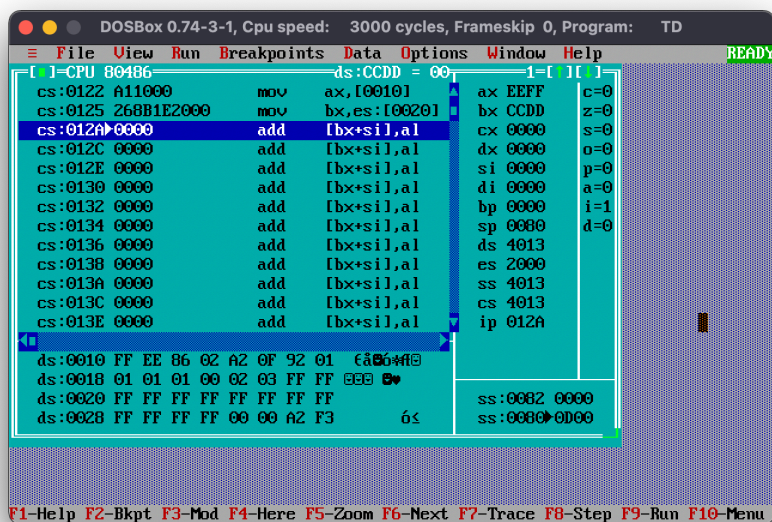 DOSBox 0.74-3-1, Cpu speed: 3000 cycles, Frameskip 0, Program: TD
≡ File View Run Breakpoints Data Options Window Help READY
[■]=CPU 80486 ds:CCDD = 00 1=[↑][↓]
cs:0122 A11000 mov ax,[0010] ▲ ax EEFF c=0
cs:0125 268B1E2000 mov bx,es:[0020] bx CCDD z=0
cs:012A►0000 add [bx+si],al cx 0000 s=0
cs:012C 0000 add [bx+si],al dx 0000 o=0
cs:012E 0000 add [bx+si],al si 0000 p=0
cs:0130 0000 add [bx+si],al di 0000 a=0
cs:0132 0000 add [bx+si],al bp 0000 i=1
cs:0134 0000 add [bx+si],al sp 0080 d=0
cs:0136 0000 add [bx+si],al ds 4013
cs:0138 0000 add [bx+si],al es 2000
cs:013A 0000 add [bx+si],al ss 4013
cs:013C 0000 add [bx+si],al cs 4013
cs:013E 0000 add [bx+si],al ▼ ip 012A
ds:0010 FF EE 86 02 A2 0F 92 01
ds:0018 01 01 01 00 02 03 FF FF ☺☺☺ ☻♥
ds:0020 FF FF FF FF FF FF FF FF ss:0082 0000
ds:0028 FF FF FF FF 00 00 A2 F3 ó≤ ss:0080►0D00
F1-Help F2-Bkpt F3-Mod F4-Here F5-Zoom F6-Next F7-Trace F8-Step F9-Run F10-Menu